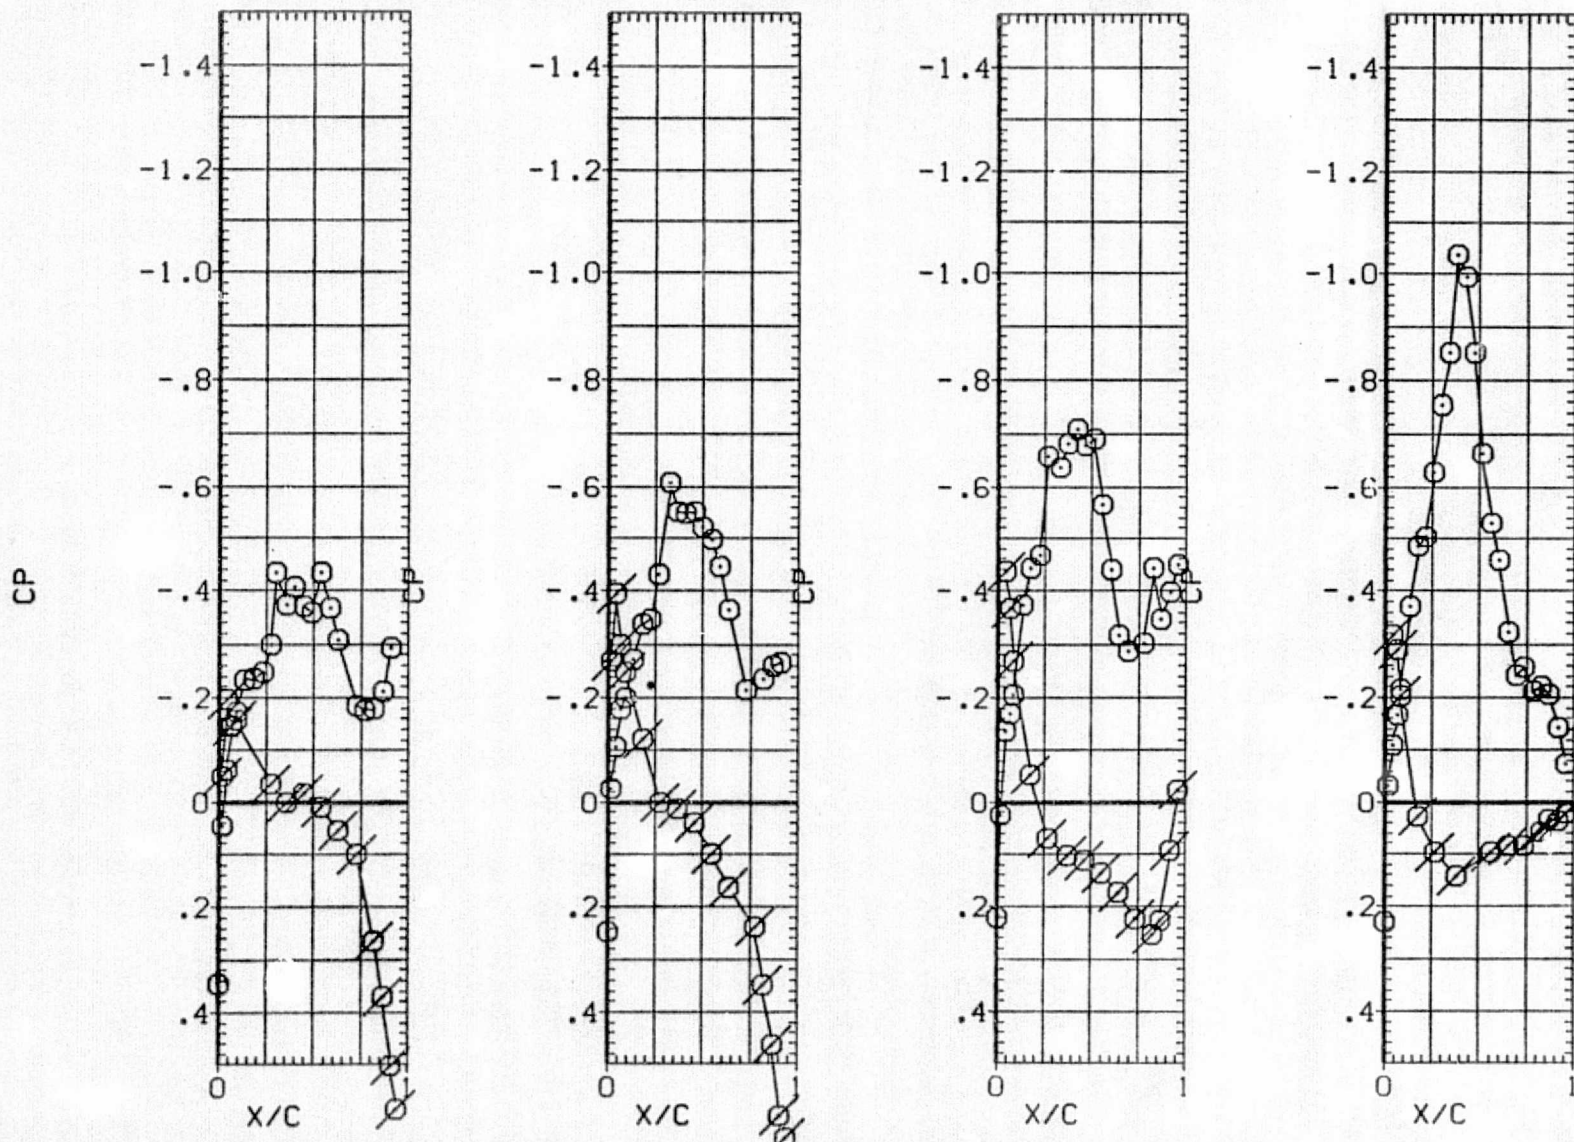 -1.4 -1.4 -1.4 -1.4
-1.2 -1.2 -1.2 -1.2
-1.0 -1.0 -1.0 -1.0
-.8 -.8 -.8 -.8
-.6 -.6 -.6 -.6
CP -.4 CP -.4 CP -.4 CP -.4
-.2 -.2 -.2 -.2
0 0 0 0
.2 .2 .2 .2
.4 .4 .4 .4
0 1 0 1 0 1 0 1
X/C X/C X/C X/C